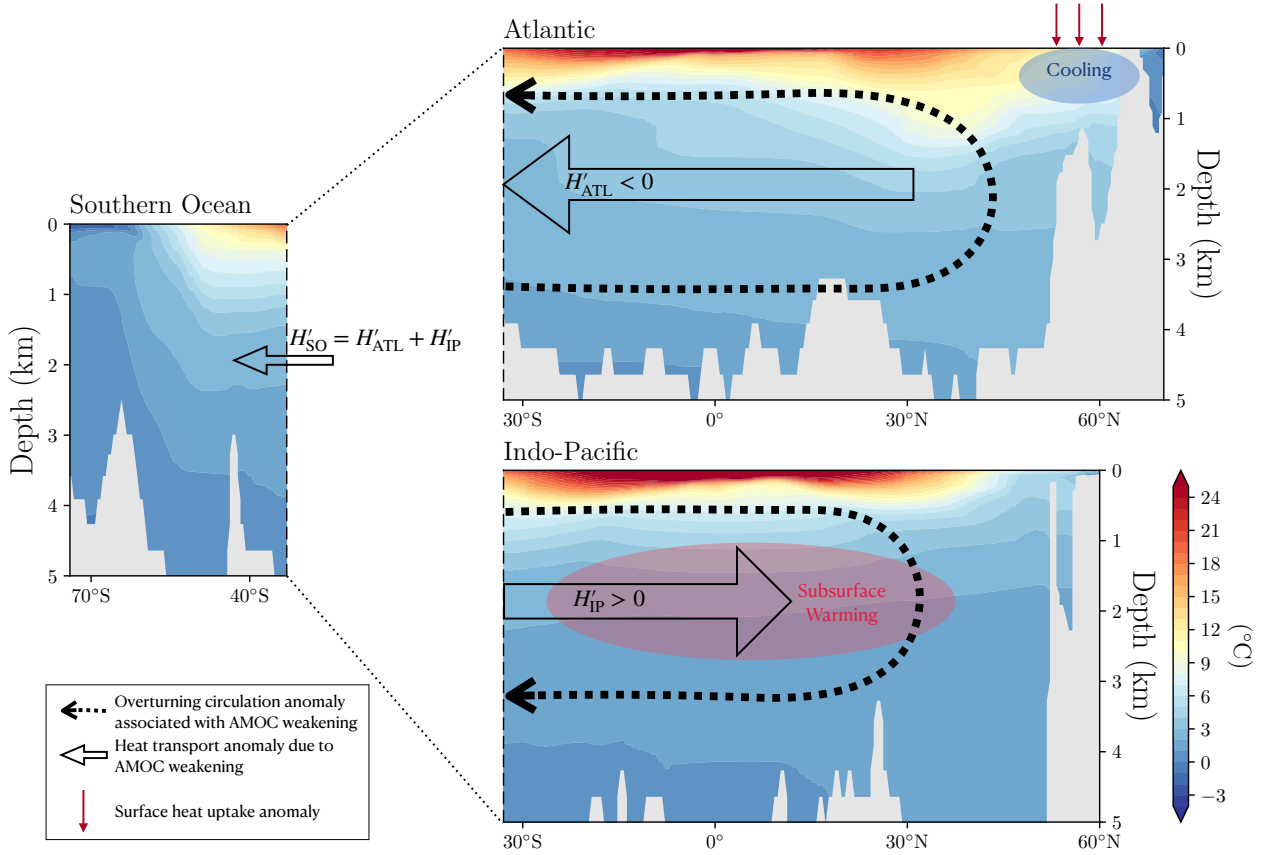 Atlantic
Cooling
0
1
2
3
4
5
Depth (km)
H′ATL < 0
30°S
0°
30°N
60°N
Southern Ocean
0
1
2
3
4
5
Depth (km)
H′SO = H′ATL + H′IP
70°S
40°S
Indo-Pacific
0
1
2
3
4
5
Depth (km)
H′IP > 0
Subsurface
Warming
30°S
0°
30°N
60°N
24
21
18
15
12
9
6
3
0
−3
(°C)
Overturning circulation anomaly
associated with AMOC weakening
Heat transport anomaly due to
AMOC weakening
Surface heat uptake anomaly